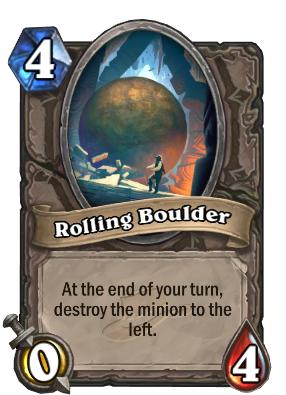 4
Rolling Boulder
At the end of your turn,
destroy the minion to the
left.
0
4